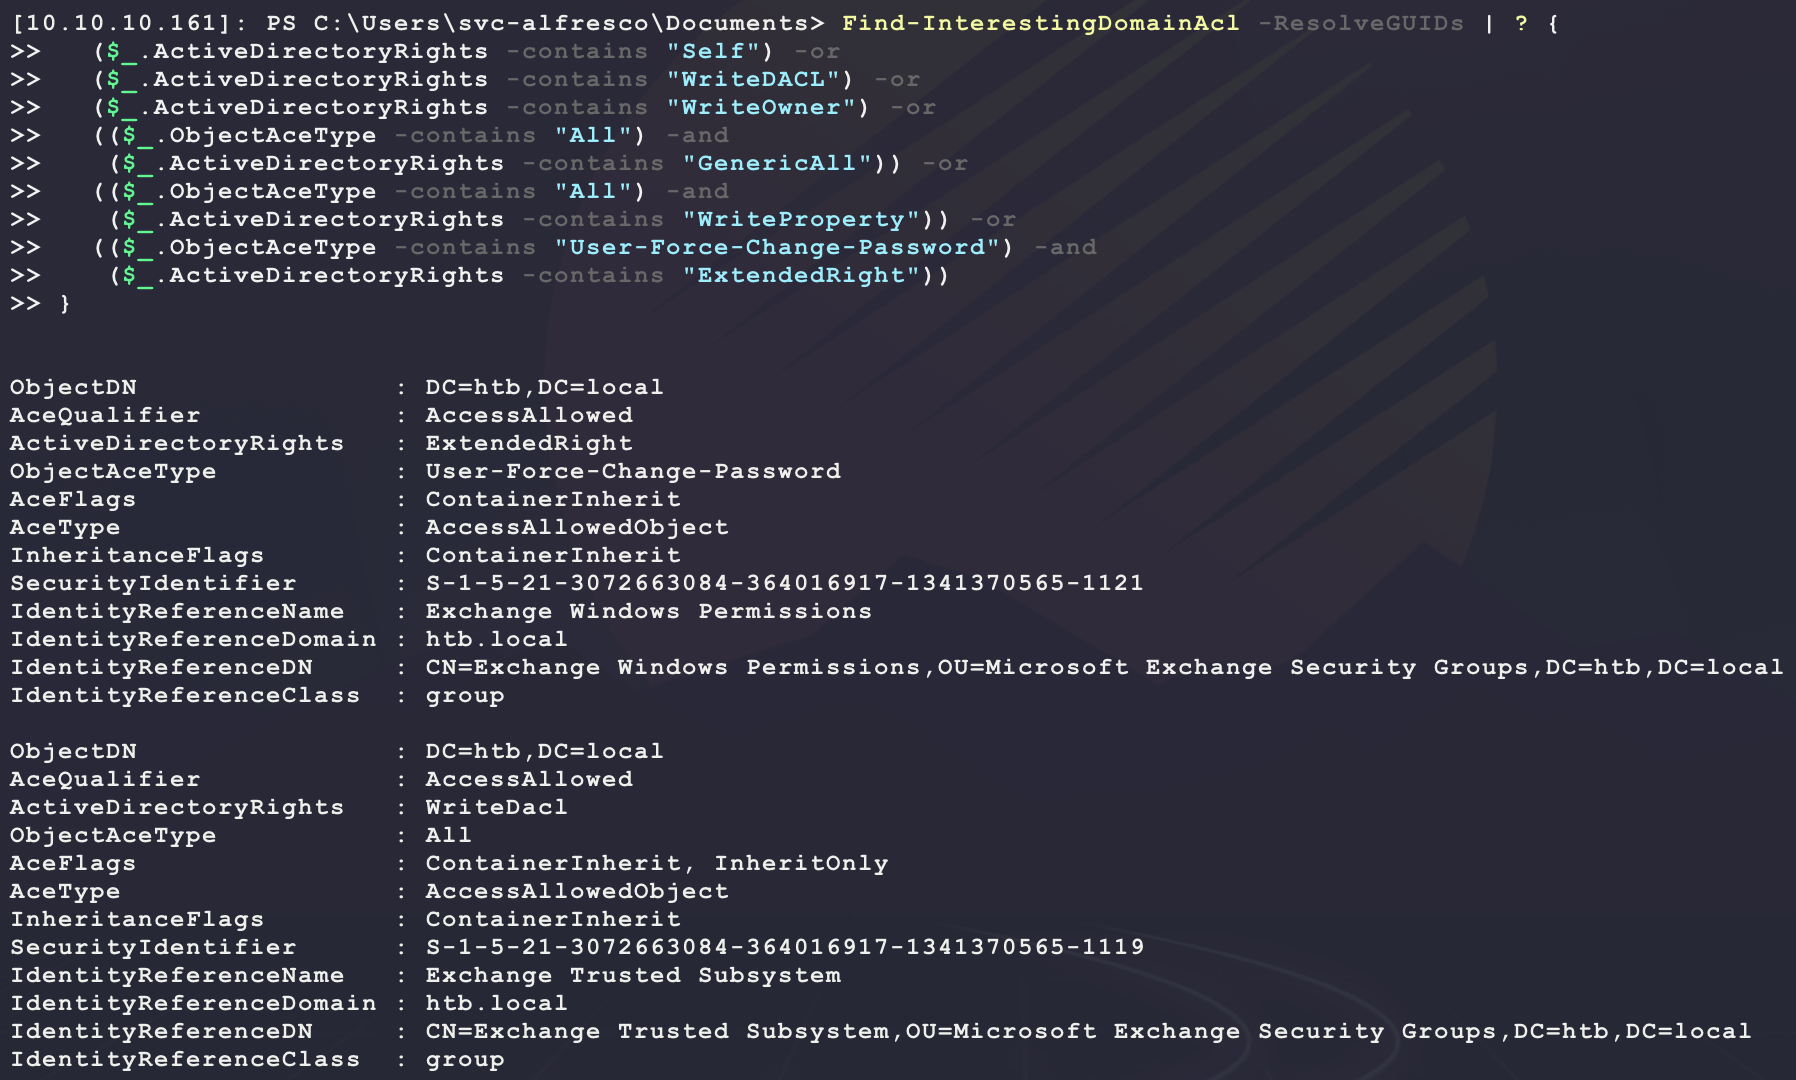 [10.10.10.161]: PS C:\Users\svc-alfresco\Documents> Find-InterestingDomainAcl -ResolveGUIDs | ? {
>>   ($_.ActiveDirectoryRights -contains "Self") -or
>>   ($_.ActiveDirectoryRights -contains "WriteDACL") -or
>>   ($_.ActiveDirectoryRights -contains "WriteOwner") -or
>>   (($_.ObjectAceType -contains "All") -and
>>    ($_.ActiveDirectoryRights -contains "GenericAll")) -or
>>   (($_.ObjectAceType -contains "All") -and
>>    ($_.ActiveDirectoryRights -contains "WriteProperty")) -or
>>   (($_.ObjectAceType -contains "User-Force-Change-Password") -and
>>    ($_.ActiveDirectoryRights -contains "ExtendedRight"))
>> }
ObjectDN                : DC=htb,DC=local
AceQualifier            : AccessAllowed
ActiveDirectoryRights   : ExtendedRight
ObjectAceType           : User-Force-Change-Password
AceFlags                : ContainerInherit
AceType                 : AccessAllowedObject
InheritanceFlags        : ContainerInherit
SecurityIdentifier      : S-1-5-21-3072663084-364016917-1341370565-1121
IdentityReferenceName   : Exchange Windows Permissions
IdentityReferenceDomain : htb.local
IdentityReferenceDN     : CN=Exchange Windows Permissions,OU=Microsoft Exchange Security Groups,DC=htb,DC=local
IdentityReferenceClass  : group
ObjectDN                : DC=htb,DC=local
AceQualifier            : AccessAllowed
ActiveDirectoryRights   : WriteDacl
ObjectAceType           : All
AceFlags                : ContainerInherit, InheritOnly
AceType                 : AccessAllowedObject
InheritanceFlags        : ContainerInherit
SecurityIdentifier      : S-1-5-21-3072663084-364016917-1341370565-1119
IdentityReferenceName   : Exchange Trusted Subsystem
IdentityReferenceDomain : htb.local
IdentityReferenceDN     : CN=Exchange Trusted Subsystem,OU=Microsoft Exchange Security Groups,DC=htb,DC=local
IdentityReferenceClass  : group